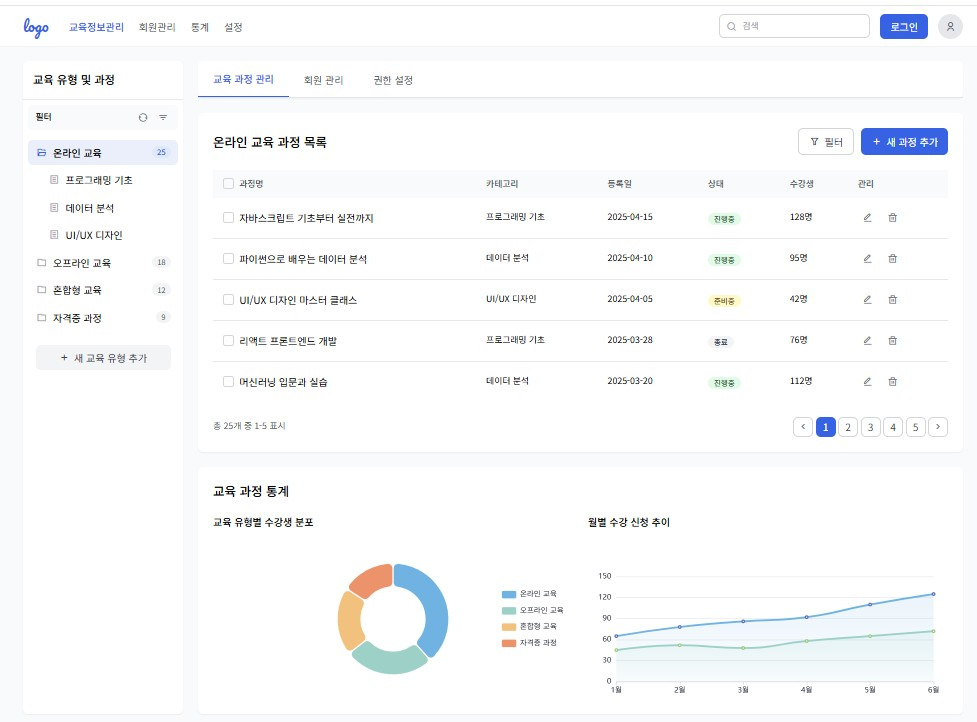 logo 교육정보관리 회원관리 통계 설정 검색 로그인
교육 유형 및 과정
필터
온라인 교육 25
프로그래밍 기초
데이터 분석
UI/UX 디자인
오프라인 교육 18
혼합형 교육 12
자격증 과정 9
+ 새 교육 유형 추가
교육 과정 관리 회원 관리 권한 설정
온라인 교육 과정 목록 필터 + 새 과정 추가
과정명 카테고리 등록일 상태 수강생 관리
자바스크립트 기초부터 실전까지 프로그래밍 기초 2025-04-15 진행중 128명
파이썬으로 배우는 데이터 분석 데이터 분석 2025-04-10 진행중 95명
UI/UX 디자인 마스터 클래스 UI/UX 디자인 2025-04-05 준비중 42명
리액트 프론트엔드 개발 프로그래밍 기초 2025-03-28 종료 76명
머신러닝 입문과 실습 데이터 분석 2025-03-20 진행중 112명
총 25개 중 1-5 표시 < 1 2 3 4 5 >
교육 과정 통계
교육 유형별 수강생 분포
온라인 교육
오프라인 교육
혼합형 교육
자격증 과정
월별 수강 신청 추이
150
120
90
60
30
0
1월 2월 3월 4월 5월 6월